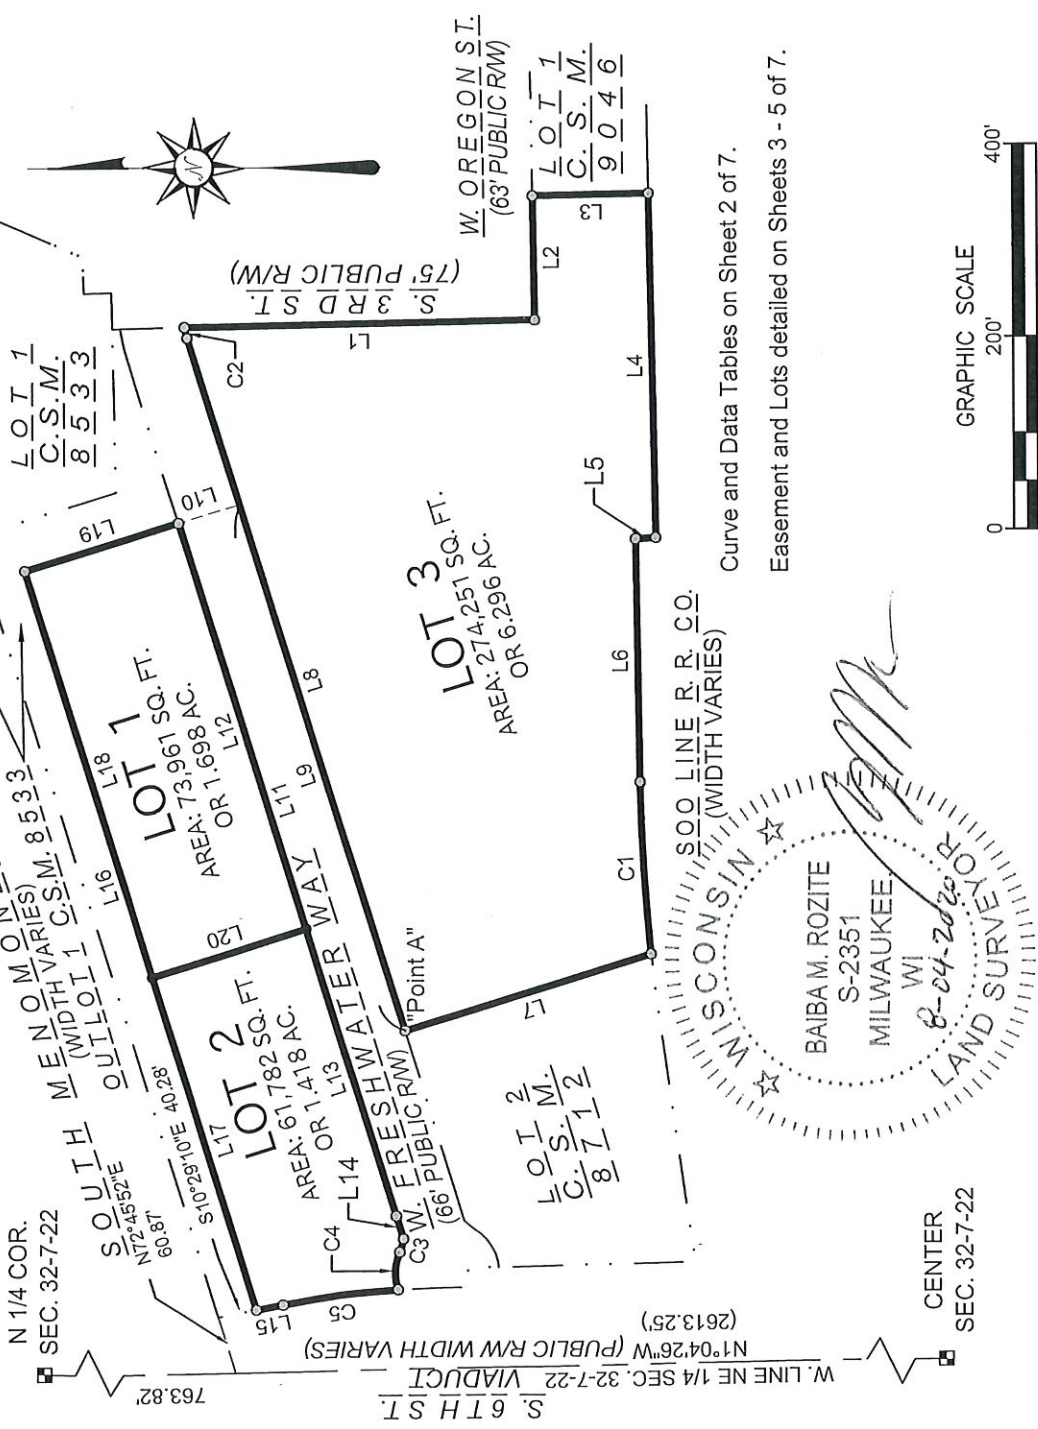 N 1/4 COR.
SEC. 32-7-22
SOUTH
(WIDTH VARIES)
OUTLOT 1 C.S.M. 8533
LOT 1
C.S.M.
8533
N72°45'52"E
60.87'
S10°29'10"E 40.28'
763.82'
L16
L18
L19
L10
L17
LOT 1
AREA: 73,961 SQ. FT.
OR 1.698 AC.
L20
L12
L11
LOT 2
AREA: 61,782 SQ. FT.
OR 1.418 AC.
L13
L14
L15
C5
C4
C3
W. FRESHWATER WAY
(66' PUBLIC R/W)
"Point A"
L9
L8
C2
L1
S. 3RD ST.
(75' PUBLIC R/W)
W. OREGON ST.
(63' PUBLIC R/W)
L2
L3
LOT 1
C.S.M.
9046
L4
L5
L6
C1
L7
LOT 3
AREA: 274,251 SQ. FT.
OR 6.296 AC.
LOT 2
C.S.M.
8712
S. 6TH ST.
VIADUCT
(PUBLIC R/W WIDTH VARIES)
W. LINE NE 1/4 SEC. 32-7-22
N1°04'26"W
(2613.25')
SOO LINE R.R. CO.
(WIDTH VARIES)
Curve and Data Tables on Sheet 2 of 7.
Easement and Lots detailed on Sheets 3 - 5 of 7.
CENTER
SEC. 32-7-22
WISCONSIN
BAIBA M. ROZITE
S-2351
MILWAUKEE,
WI
8-04-2020
LAND SURVEYOR
GRAPHIC SCALE
0 200' 400'
N